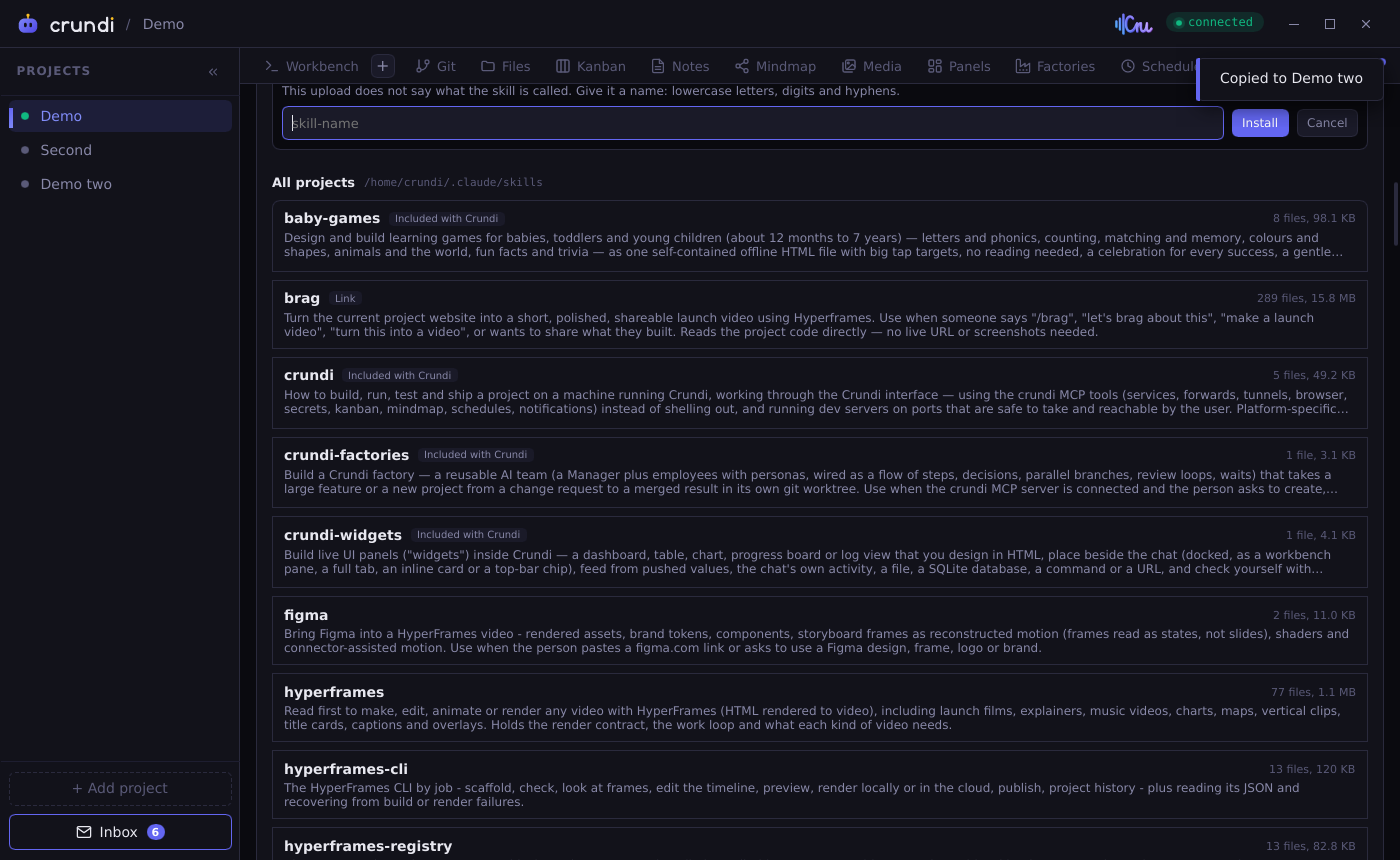 crundi / Demo
Cru
connected
PROJECTS
Workbench
Git
Files
Kanban
Notes
Mindmap
Media
Panels
Factories
Copied to Demo two
Demo
Second
Demo two
This upload does not say what the skill is called. Give it a name: lowercase letters, digits and hyphens.
skill-name
Install
Cancel
All projects /home/crundi/.claude/skills
baby-games Included with Crundi 8 files, 98.1 KB
Design and build learning games for babies, toddlers and young children (about 12 months to 7 years) — letters and phonics, counting, matching and memory, colours and
shapes, animals and the world, fun facts and trivia — as one self-contained offline HTML file with big tap targets, no reading needed, a celebration for every success, a gentle…
brag Link 289 files, 15.8 MB
Turn the current project website into a short, polished, shareable launch video using Hyperframes. Use when someone says "/brag", "let's brag about this", "make a launch
video", "turn this into a video", or wants to share what they built. Reads the project code directly — no live URL or screenshots needed.
crundi Included with Crundi 5 files, 49.2 KB
How to build, run, test and ship a project on a machine running Crundi, working through the Crundi interface — using the crundi MCP tools (services, forwards, tunnels, browser,
secrets, kanban, mindmap, schedules, notifications) instead of shelling out, and running dev servers on ports that are safe to take and reachable by the user. Platform-specific…
crundi-factories Included with Crundi 1 file, 3.1 KB
Build a Crundi factory — a reusable AI team (a Manager plus employees with personas, wired as a flow of steps, decisions, parallel branches, review loops, waits) that takes a
large feature or a new project from a change request to a merged result in its own git worktree. Use when the crundi MCP server is connected and the person asks to create,…
crundi-widgets Included with Crundi 1 file, 4.1 KB
Build live UI panels ("widgets") inside Crundi — a dashboard, table, chart, progress board or log view that you design in HTML, place beside the chat (docked, as a workbench
pane, a full tab, an inline card or a top-bar chip), feed from pushed values, the chat's own activity, a file, a SQLite database, a command or a URL, and check yourself with…
figma 2 files, 11.0 KB
Bring Figma into a HyperFrames video - rendered assets, brand tokens, components, storyboard frames as reconstructed motion (frames read as states, not slides), shaders and
connector-assisted motion. Use when the person pastes a figma.com link or asks to use a Figma design, frame, logo or brand.
hyperframes 77 files, 1.1 MB
Read first to make, edit, animate or render any video with HyperFrames (HTML rendered to video), including launch films, explainers, music videos, charts, maps, vertical clips,
title cards, captions and overlays. Holds the render contract, the work loop and what each kind of video needs.
hyperframes-cli 13 files, 120 KB
The HyperFrames CLI by job - scaffold, check, look at frames, edit the timeline, preview, render locally or in the cloud, publish, project history - plus reading its JSON and
recovering from build or render failures.
hyperframes-registry 13 files, 82.8 KB
+ Add project
Inbox 6